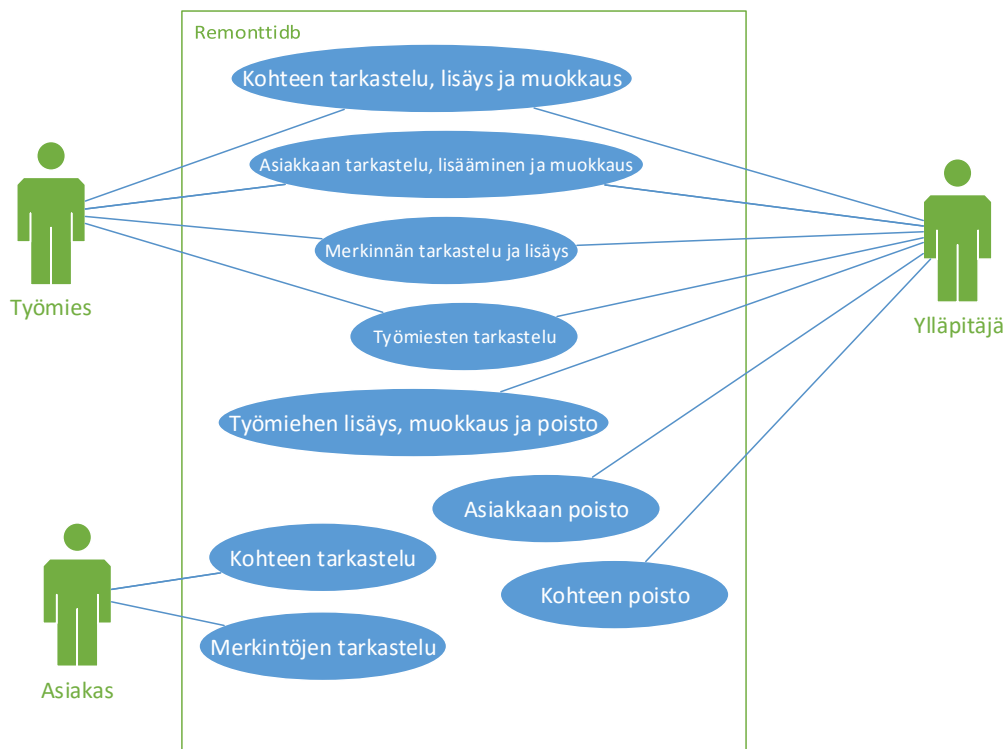 Remonttidb
Kohteen tarkastelu, lisäys ja muokkaus
Asiakkaan tarkastelu, lisääminen ja muokkaus
Merkinnän tarkastelu ja lisäys
Työmies
Ylläpitäjä
Työmiesten tarkastelu
Työmiehen lisäys, muokkaus ja poisto
Asiakkaan poisto
Kohteen tarkastelu
Kohteen poisto
Merkintöjen tarkastelu
Asiakas